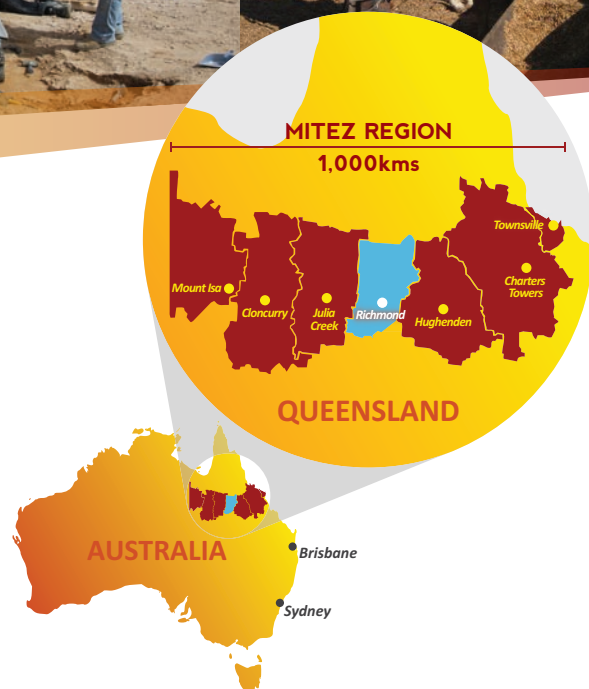 MITEZ REGION
1,000kms
Townsville
Mount Isa
Cloncurry
Julia
Creek
Richmond
Hughenden
Charters
Towers
QUEENSLAND
AUSTRALIA
Brisbane
Sydney